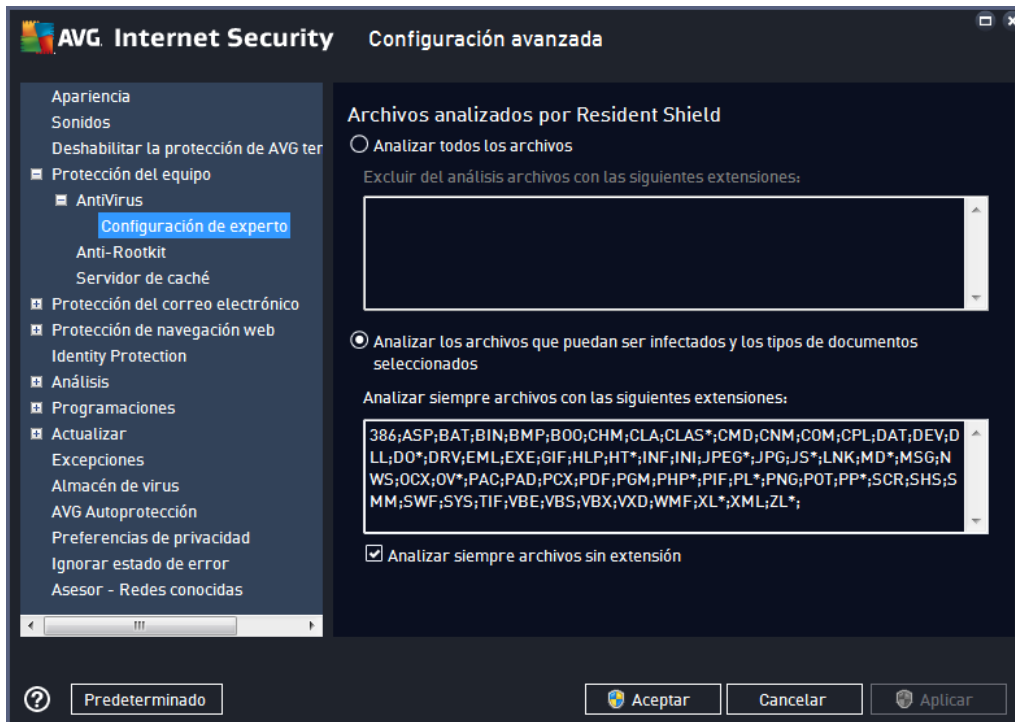 AVG. Internet Security
Configuración avanzada
Apariencia
Sonidos
Deshabilitar la protección de AVG ter
Protección del equipo
AntiVirus
Configuración de experto
Anti-Rootkit
Servidor de caché
Protección del correo electrónico
Protección de navegación web
Identity Protection
Análisis
Programaciones
Actualizar
Excepciones
Almacén de virus
AVG Autoprotección
Preferencias de privacidad
Ignorar estado de error
Asesor - Redes conocidas
Archivos analizados por Resident Shield
Analizar todos los archivos
Excluir del análisis archivos con las siguientes extensiones:
Analizar los archivos que puedan ser infectados y los tipos de documentos
seleccionados
Analizar siempre archivos con las siguientes extensiones:
386;ASP;BAT;BIN;BMP;BOO;CHM;CLA;CLAS*;CMD;CNM;COM;CPL;DAT;DEV;D
LL;DO*;DRV;EML;EXE;GIF;HLP;HT*;INF;INI;JPEG*;JPG;JS*;LNK;MD*;MSG;N
WS;OCX;OV*;PAC;PAD;PCX;PDF;PGM;PHP*;PIF;PL*;PNG;POT;PP*;SCR;SHS;S
MM;SWF;SYS;TIF;VBE;VBS;VBX;VXD;WMF;XL*;XML;ZL*;
Analizar siempre archivos sin extensión
Predeterminado
Aceptar
Cancelar
Aplicar